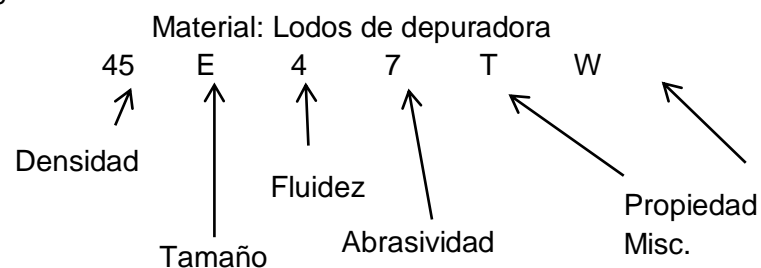 Material: Lodos de depuradora
45 E 4 7 T W
Densidad
Fluidez
Propiedad
Misc.
Abrasividad
Tamaño